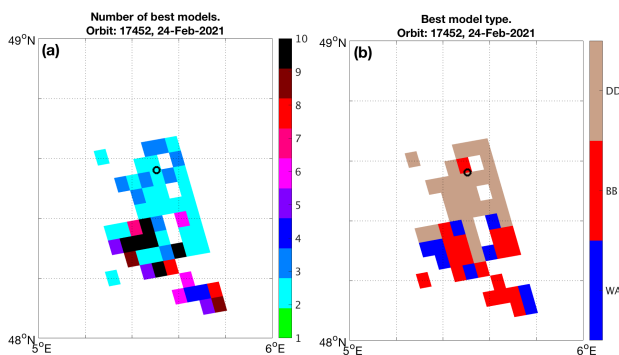 Number of best models.
Orbit: 17452, 24-Feb-2021
(a)
49°N
48°N
5°E
6°E
10
9
8
7
6
5
4
3
2
1
Best model type.
Orbit: 17452, 24-Feb-2021
(b)
49°N
48°N
5°E
6°E
DD
BB
WA